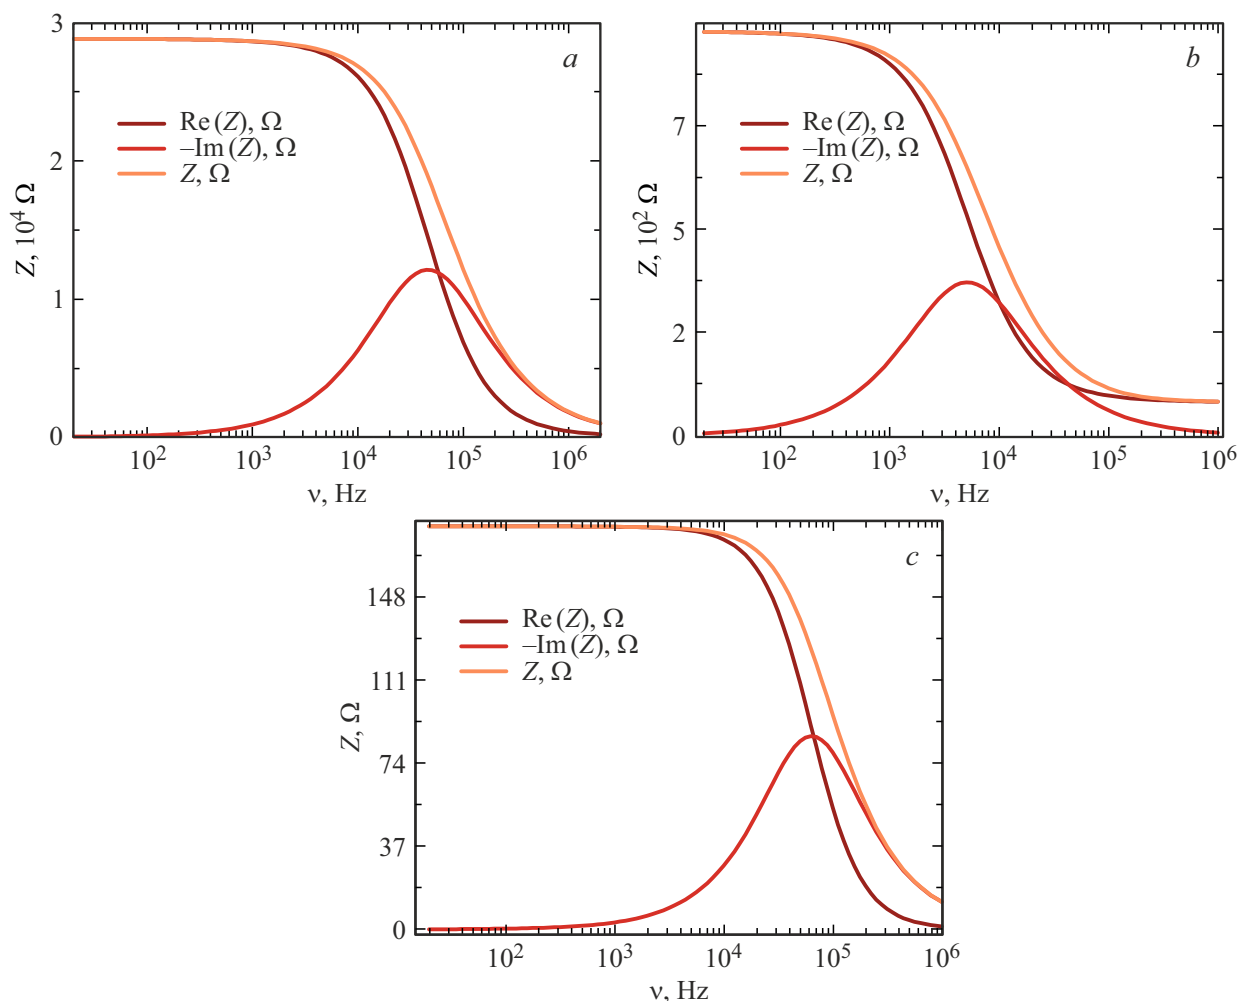 a
Z, 10⁴ Ω
3
2
1
0
Re (Z), Ω
–Im (Z), Ω
Z, Ω
10² 10³ 10⁴ 10⁵ 10⁶
ν, Hz
b
Z, 10² Ω
7
5
2
0
Re (Z), Ω
–Im (Z), Ω
Z, Ω
10² 10³ 10⁴ 10⁵ 10⁶
ν, Hz
c
Z, Ω
148
111
74
37
0
Re (Z), Ω
–Im (Z), Ω
Z, Ω
10² 10³ 10⁴ 10⁵ 10⁶
ν, Hz